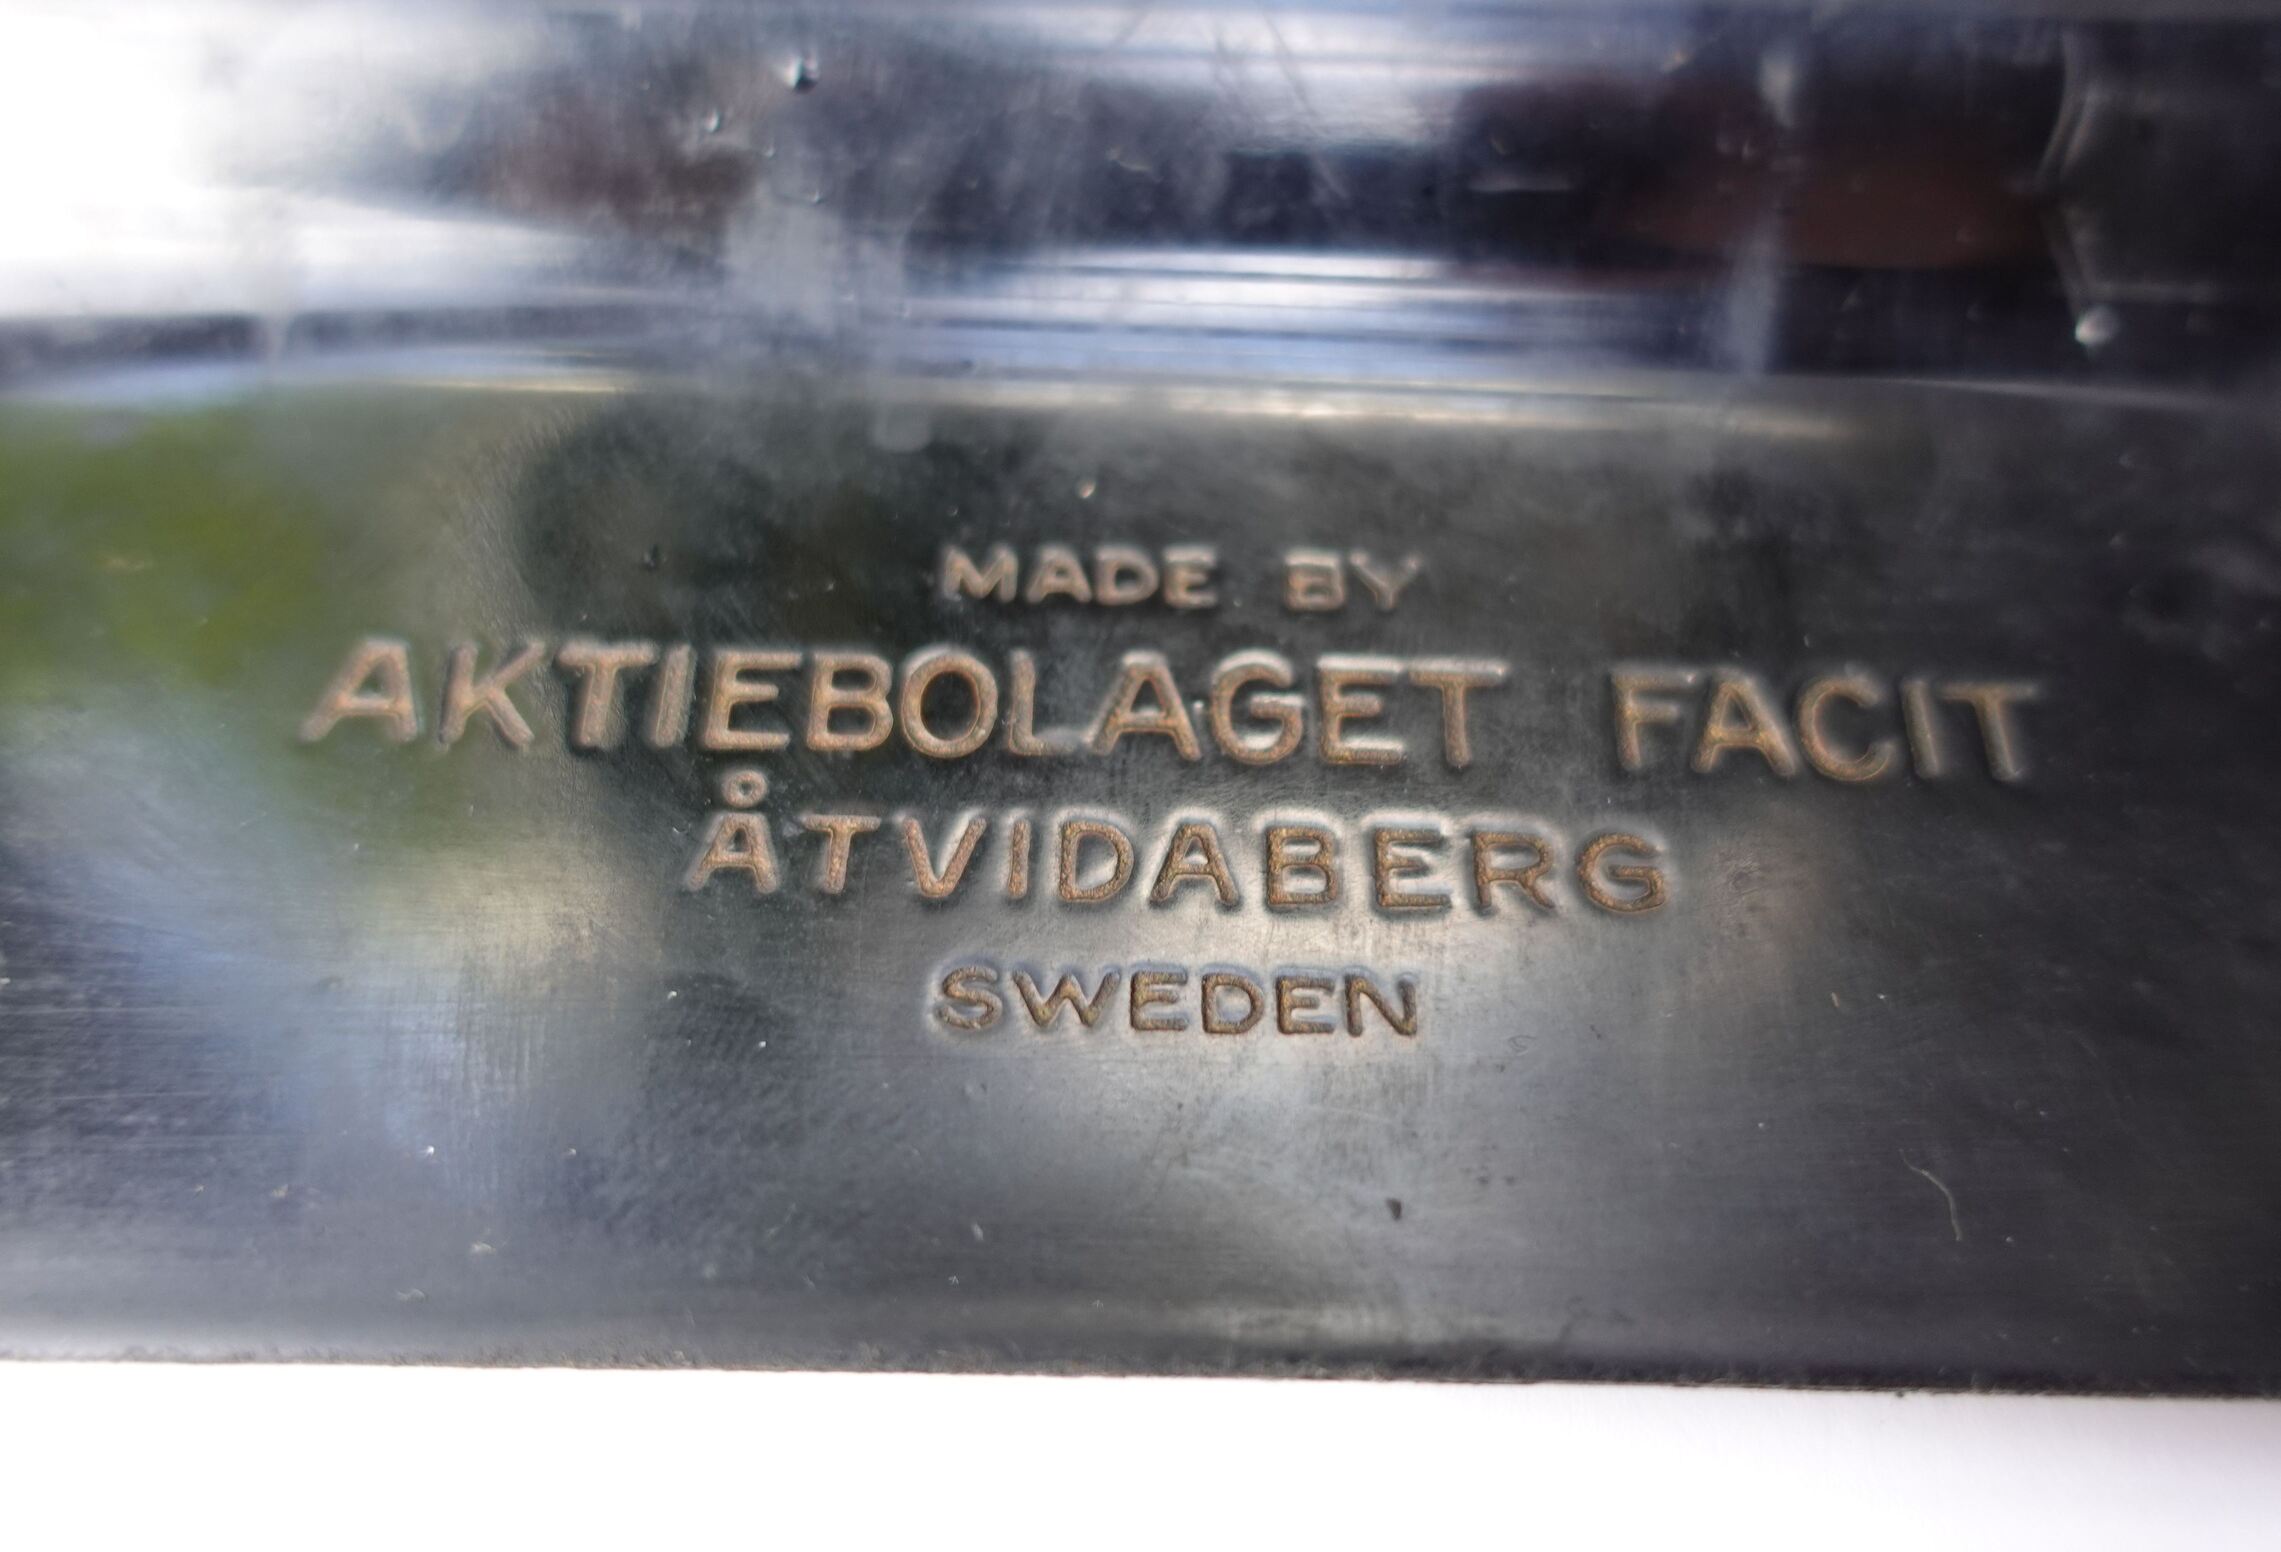 MADE BY
AKTIEBOLAGET FACIT
ÅTVIDABERG
SWEDEN